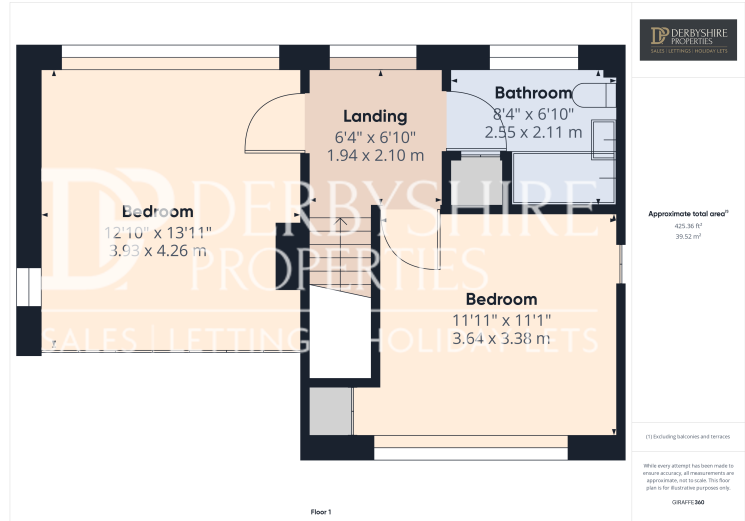 DP DERBYSHIRE
PROPERTIES
SALES | LETTINGS | HOLIDAY LETS
Bathroom
8'4" x 6'10"
2.55 x 2.11 m
Landing
6'4" x 6'10"
1.94 x 2.10 m
Bedroom
12'10" x 13'11"
3.93 x 4.26 m
Bedroom
11'11" x 11'1"
3.64 x 3.38 m
DP DERBYSHIRE
PROPERTIES
SALES | LETTINGS | HOLIDAY LETS
Floor 1
Approximate total area(1)
425.36 ft²
39.52 m²
(1) Excluding balconies and terraces
While every attempt has been made to
ensure accuracy, all measurements are
approximate, not to scale. This floor
plan is for illustrative purposes only.
GIRAFFE360